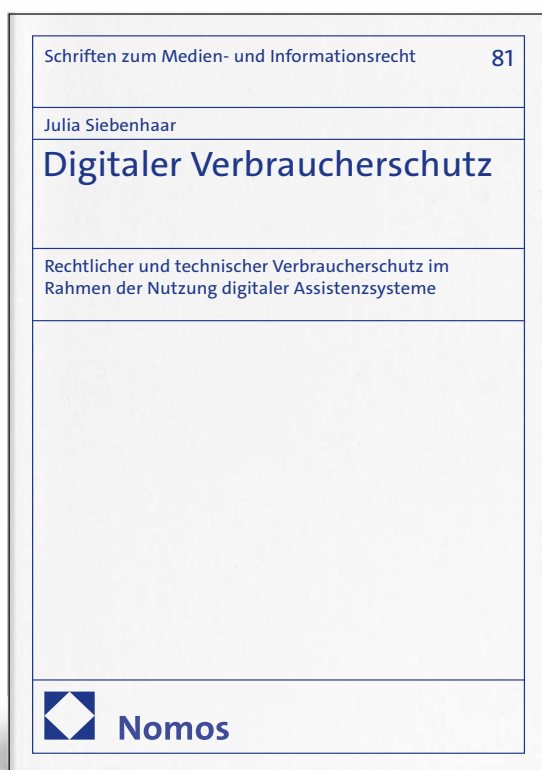 Schriften zum Medien- und Informationsrecht 81
Julia Siebenhaar
Digitaler Verbraucherschutz
Rechtlicher und technischer Verbraucherschutz im
Rahmen der Nutzung digitaler Assistenzsysteme
Nomos